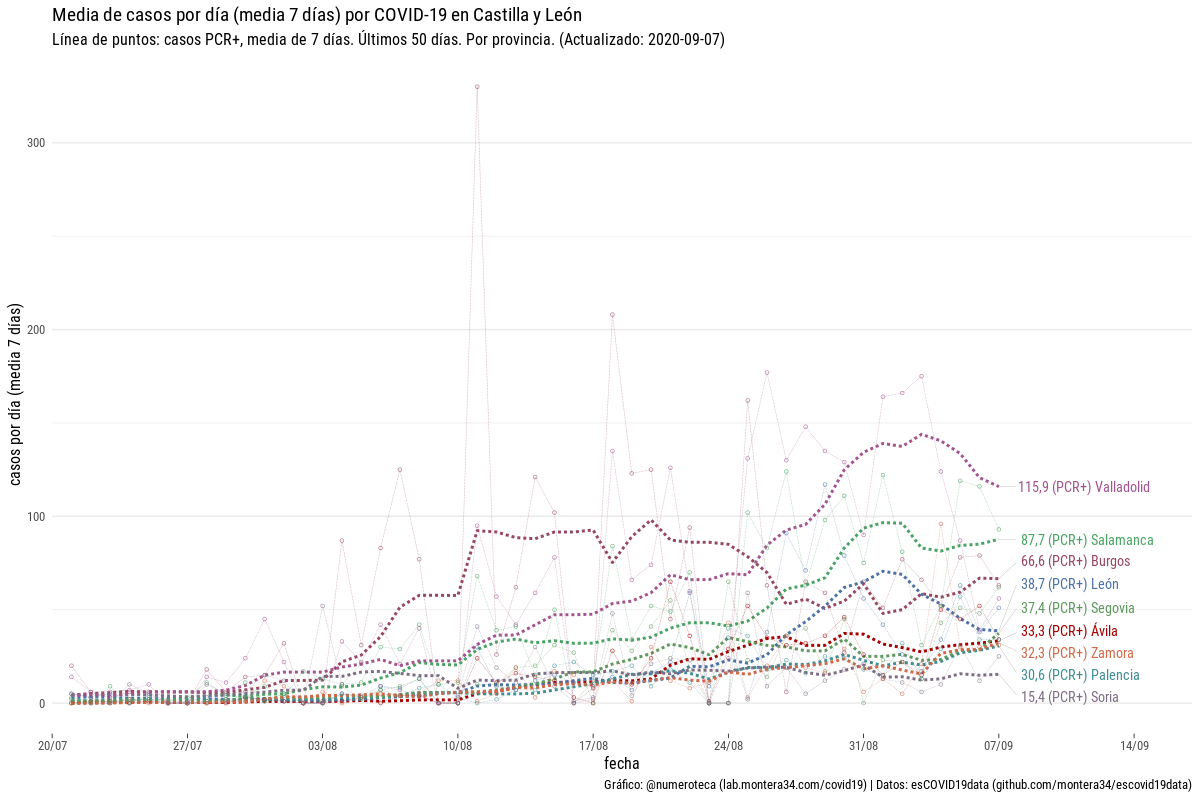 Media de casos por día (media 7 días) por COVID-19 en Castilla y León
Línea de puntos: casos PCR+, media de 7 días. Últimos 50 días. Por provincia. (Actualizado: 2020-09-07)
casos por día (media 7 días)
300
200
100
0
115,9 (PCR+) Valladolid
87,7 (PCR+) Salamanca
66,6 (PCR+) Burgos
38,7 (PCR+) León
37,4 (PCR+) Segovia
33,3 (PCR+) Ávila
32,3 (PCR+) Zamora
30,6 (PCR+) Palencia
15,4 (PCR+) Soria
20/07
27/07
03/08
10/08
17/08
24/08
31/08
07/09
14/09
fecha
Gráfico: @numeroteca (lab.montera34.com/covid19) | Datos: esCOVID19data (github.com/montera34/escovid19data)